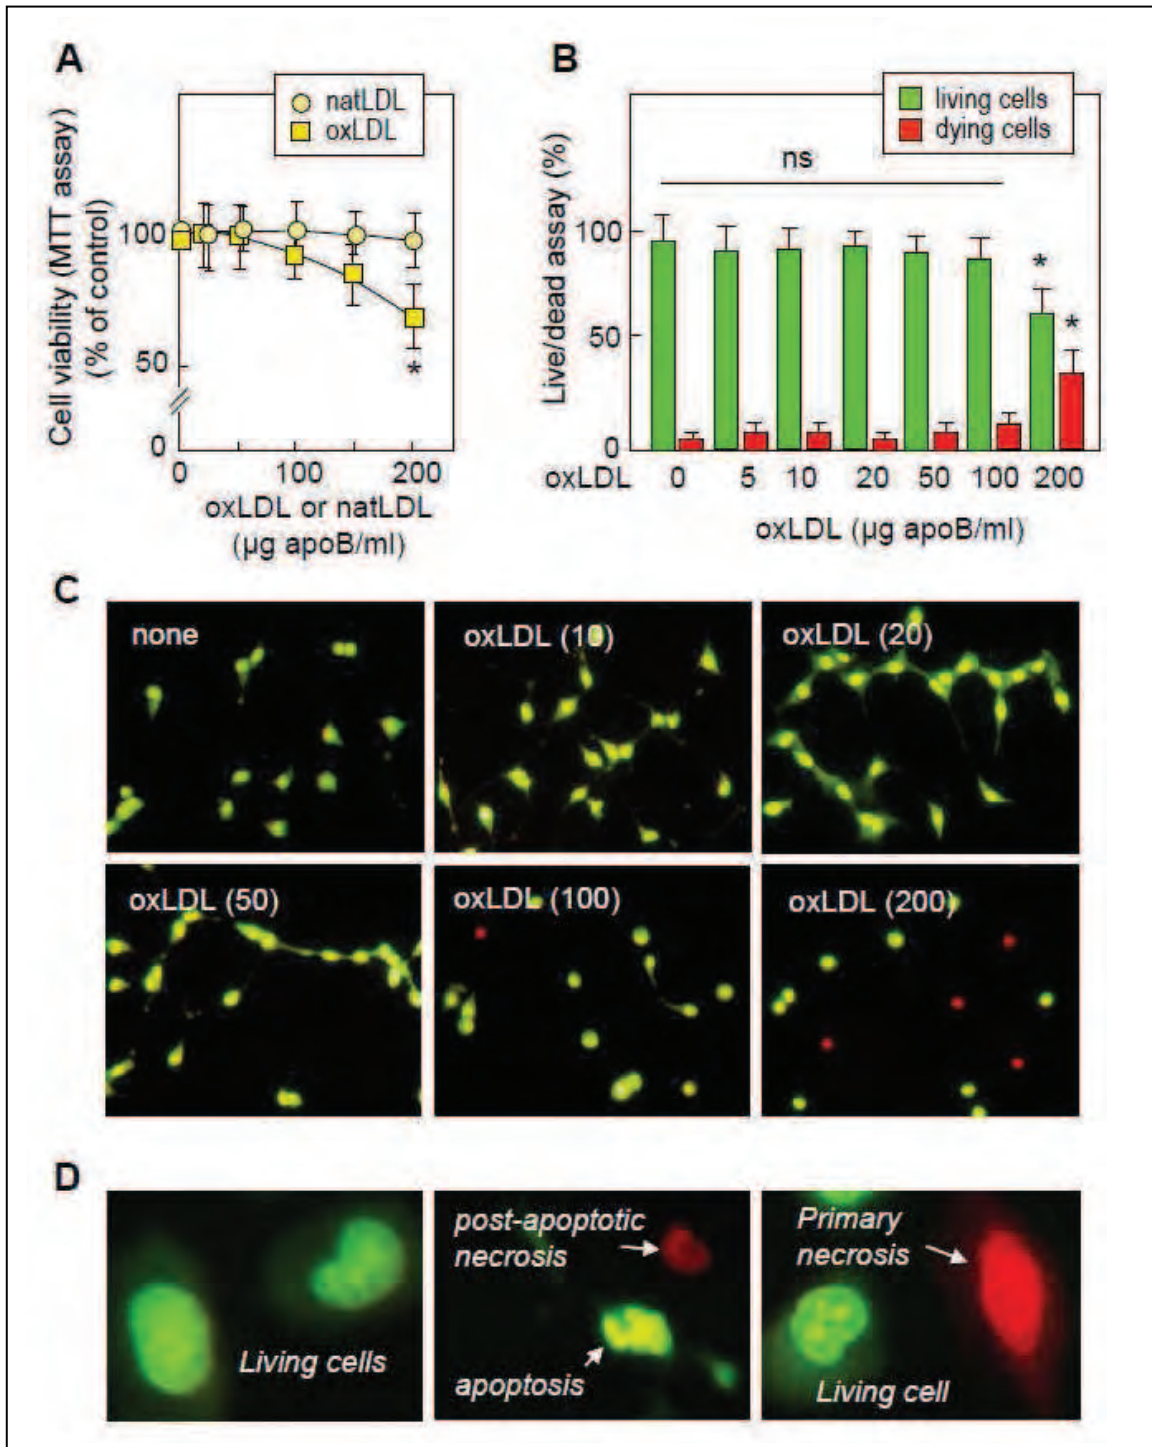 A
natLDL
oxLDL
Cell viability (MTT assay)
(% of control)
100
50
0
0 100 200
oxLDL or natLDL
(µg apoB/ml)
*
B
living cells
dying cells
ns
Live/dead assay (%)
100
50
0
*
*
oxLDL 0 5 10 20 50 100 200
oxLDL (µg apoB/ml)
C
none
oxLDL (10)
oxLDL (20)
oxLDL (50)
oxLDL (100)
oxLDL (200)
D
Living cells
post-apoptotic
necrosis
apoptosis
Primary
necrosis
Living cell